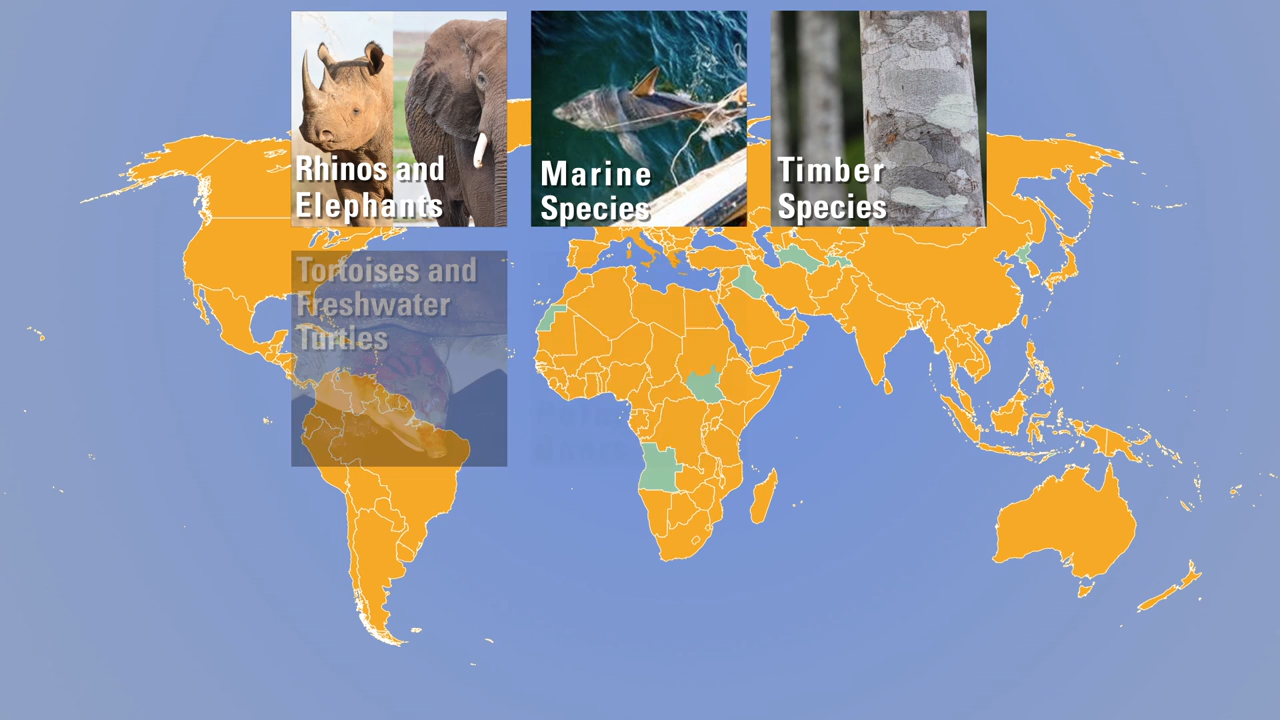 Rhinos and
Elephants
Marine
Species
Timber
Species
Tortoises and
Freshwater
Turtles